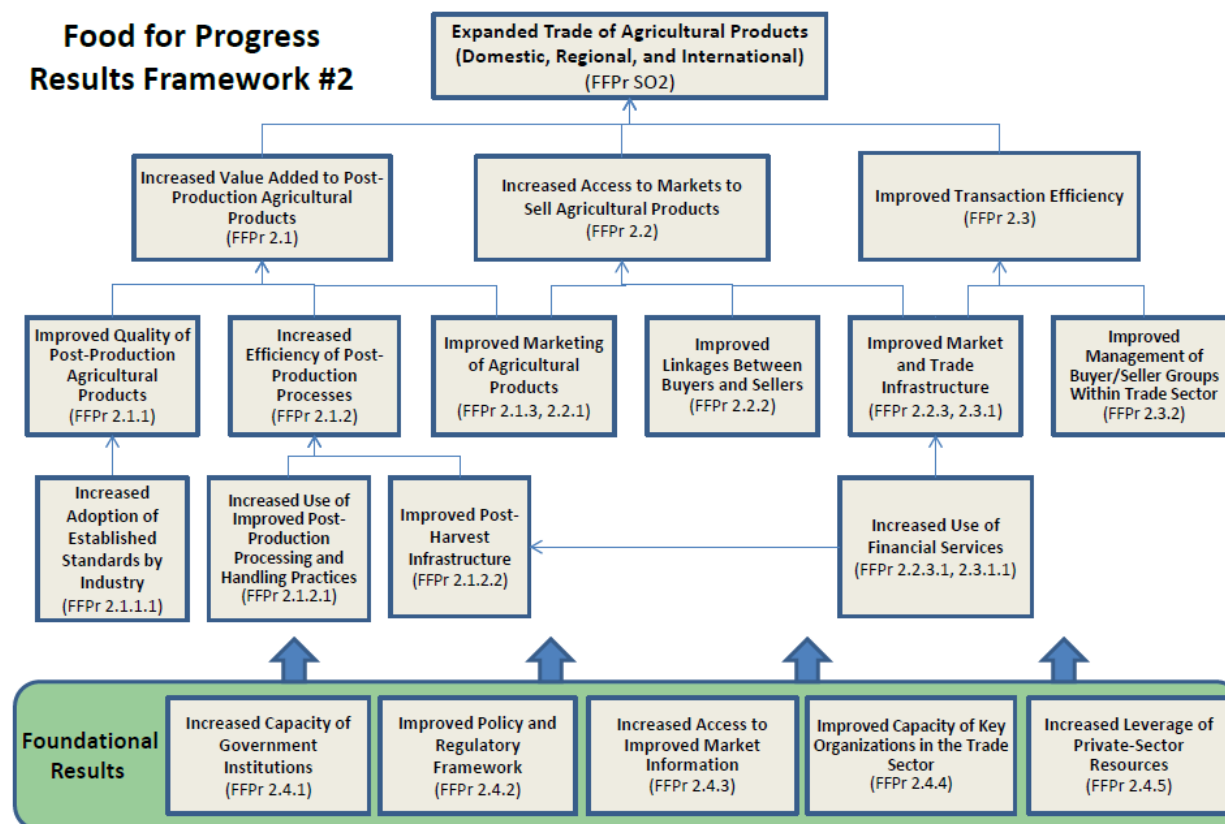 Food for Progress
Results Framework #2
Expanded Trade of Agricultural Products
(Domestic, Regional, and International)
(FFPr SO2)
Increased Value Added to Post-
Production Agricultural
Products
(FFPr 2.1)
Increased Access to Markets to
Sell Agricultural Products
(FFPr 2.2)
Improved Transaction Efficiency
(FFPr 2.3)
Improved Quality of
Post-Production
Agricultural
Products
(FFPr 2.1.1)
Increased
Efficiency of Post-
Production
Processes
(FFPr 2.1.2)
Improved Marketing
of Agricultural
Products
(FFPr 2.1.3, 2.2.1)
Improved
Linkages Between
Buyers and Sellers
(FFPr 2.2.2)
Improved Market
and Trade
Infrastructure
(FFPr 2.2.3, 2.3.1)
Improved
Management of
Buyer/Seller Groups
Within Trade Sector
(FFPr 2.3.2)
Increased
Adoption of
Established
Standards by
Industry
(FFPr 2.1.1.1)
Increased Use of
Improved Post-
Production
Processing and
Handling Practices
(FFPr 2.1.2.1)
Improved Post-
Harvest
Infrastructure
(FFPr 2.1.2.2)
Increased Use of
Financial Services
(FFPr 2.2.3.1, 2.3.1.1)
Foundational
Results
Increased Capacity of
Government
Institutions
(FFPr 2.4.1)
Improved Policy and
Regulatory
Framework
(FFPr 2.4.2)
Increased Access to
Improved Market
Information
(FFPr 2.4.3)
Improved Capacity of Key
Organizations in the Trade
Sector
(FFPr 2.4.4)
Increased Leverage of
Private-Sector
Resources
(FFPr 2.4.5)